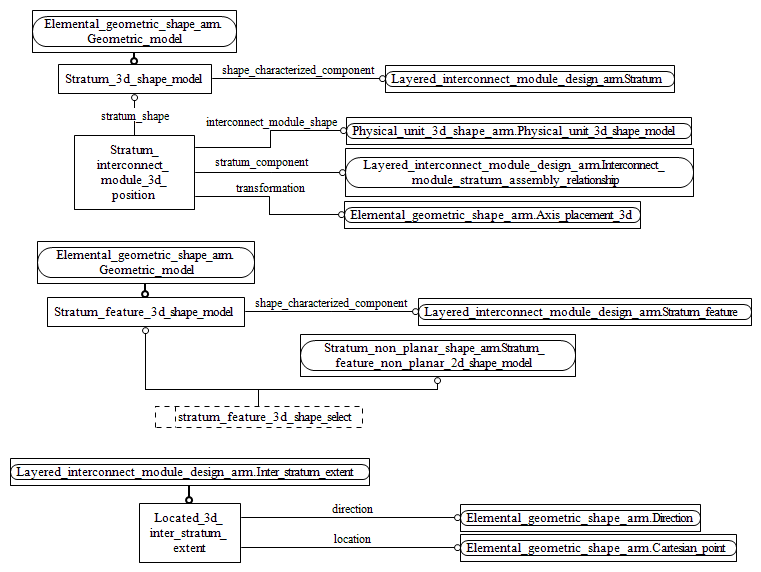 Elemental_geometric_shape_arm.
Geometric_model
shape_characterized_component
Stratum_3d_shape_model
Layered_interconnect_module_design_arm.Stratum
stratum_shape
interconnect_module_shape
Physical_unit_3d_shape_arm.Physical_unit_3d_shape_model
Stratum_
interconnect_
module_3d_
position
stratum_component
Layered_interconnect_module_design_arm.Interconnect_
module_stratum_assembly_relationship
transformation
Elemental_geometric_shape_arm.Axis_placement_3d
Elemental_geometric_shape_arm.
Geometric_model
shape_characterized_component
Stratum_feature_3d_shape_model
Layered_interconnect_module_design_arm.Stratum_feature
Stratum_non_planar_shape_arm.Stratum_
feature_non_planar_2d_shape_model
stratum_feature_3d_shape_select
Layered_interconnect_module_design_arm.Inter_stratum_extent
Located_3d_
inter_stratum_
extent
direction
Elemental_geometric_shape_arm.Direction
location
Elemental_geometric_shape_arm.Cartesian_point